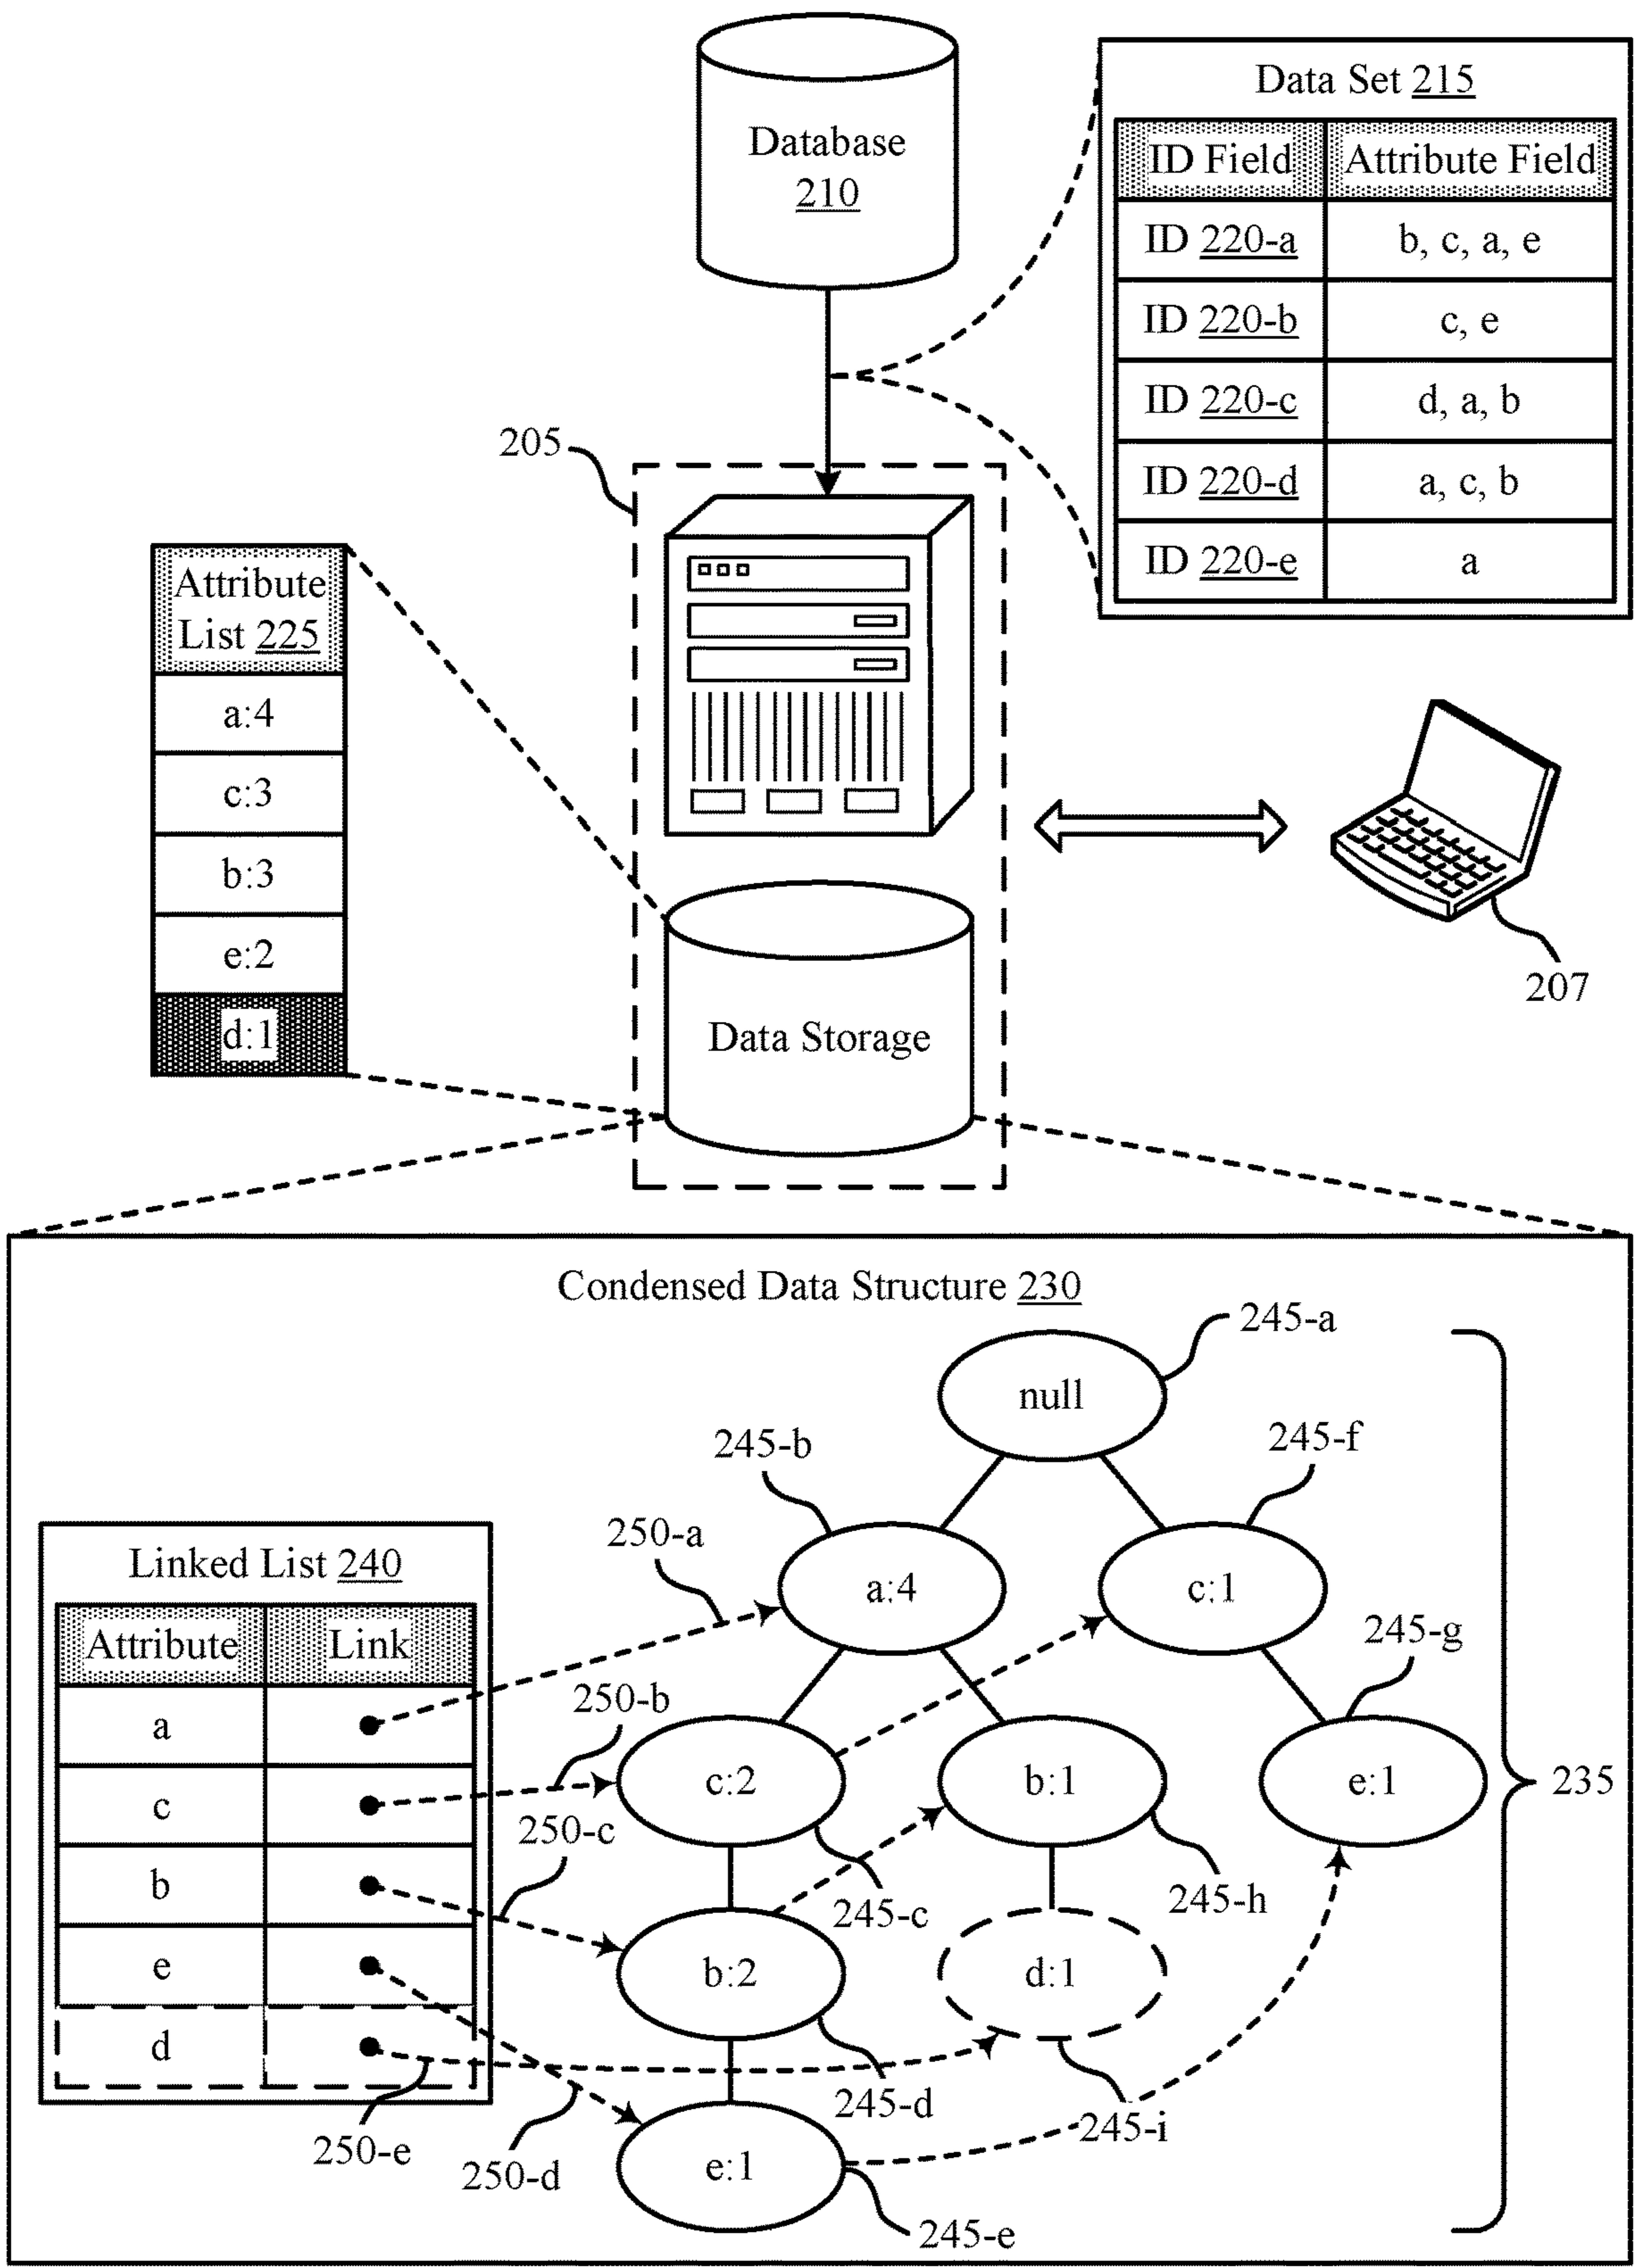 Database
210
Data Set 215
ID Field Attribute Field
ID 220-a b, c, a, e
ID 220-b c, e
ID 220-c d, a, b
ID 220-d a, c, b
ID 220-e a
205
Attribute
List 225
a:4
c:3
b:3
e:2
d:1
207
Data Storage
Condensed Data Structure 230
245-a
null
245-b
245-f
250-a
Linked List 240
a:4
c:1
Attribute Link
245-g
a
250-b
c
c:2
b:1
e:1
235
250-c
b
245-c
245-h
e
b:2
d:1
d
245-d
245-i
250-e
250-d
e:1
245-e